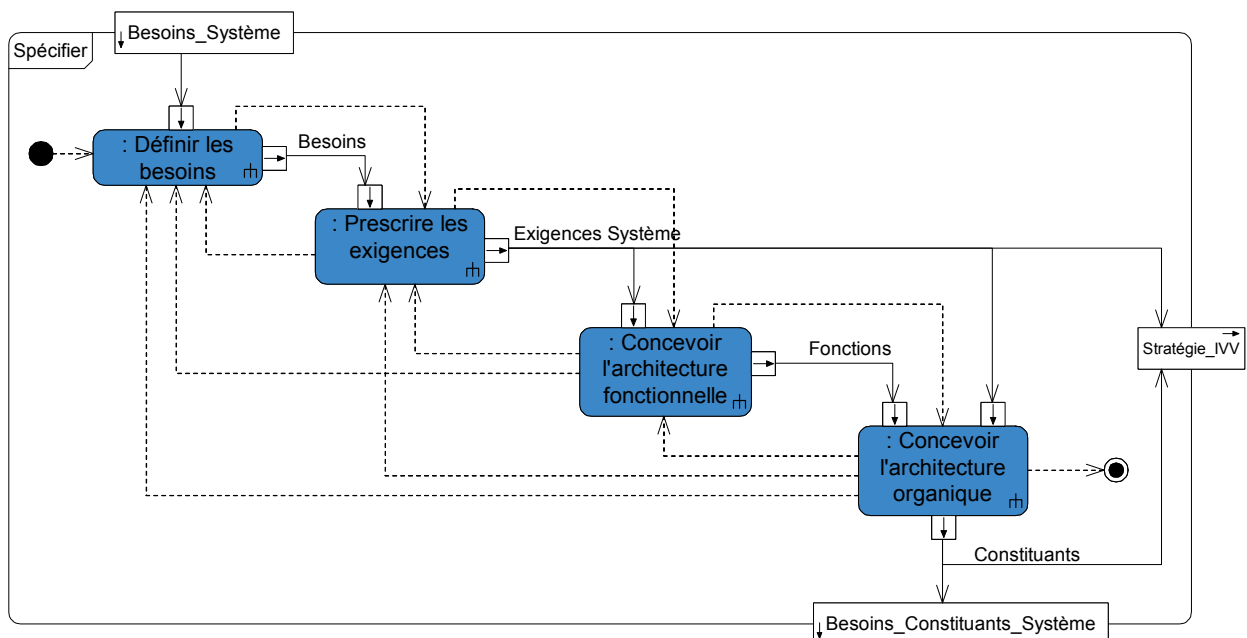 Besoins_Système
Spécifier
: Définir les
besoins
Besoins
: Prescrire les
exigences
Exigences Système
: Concevoir
l'architecture
fonctionnelle
Fonctions
Stratégie_IVV
: Concevoir
l'architecture
organique
Constituants
Besoins_Constituants_Système